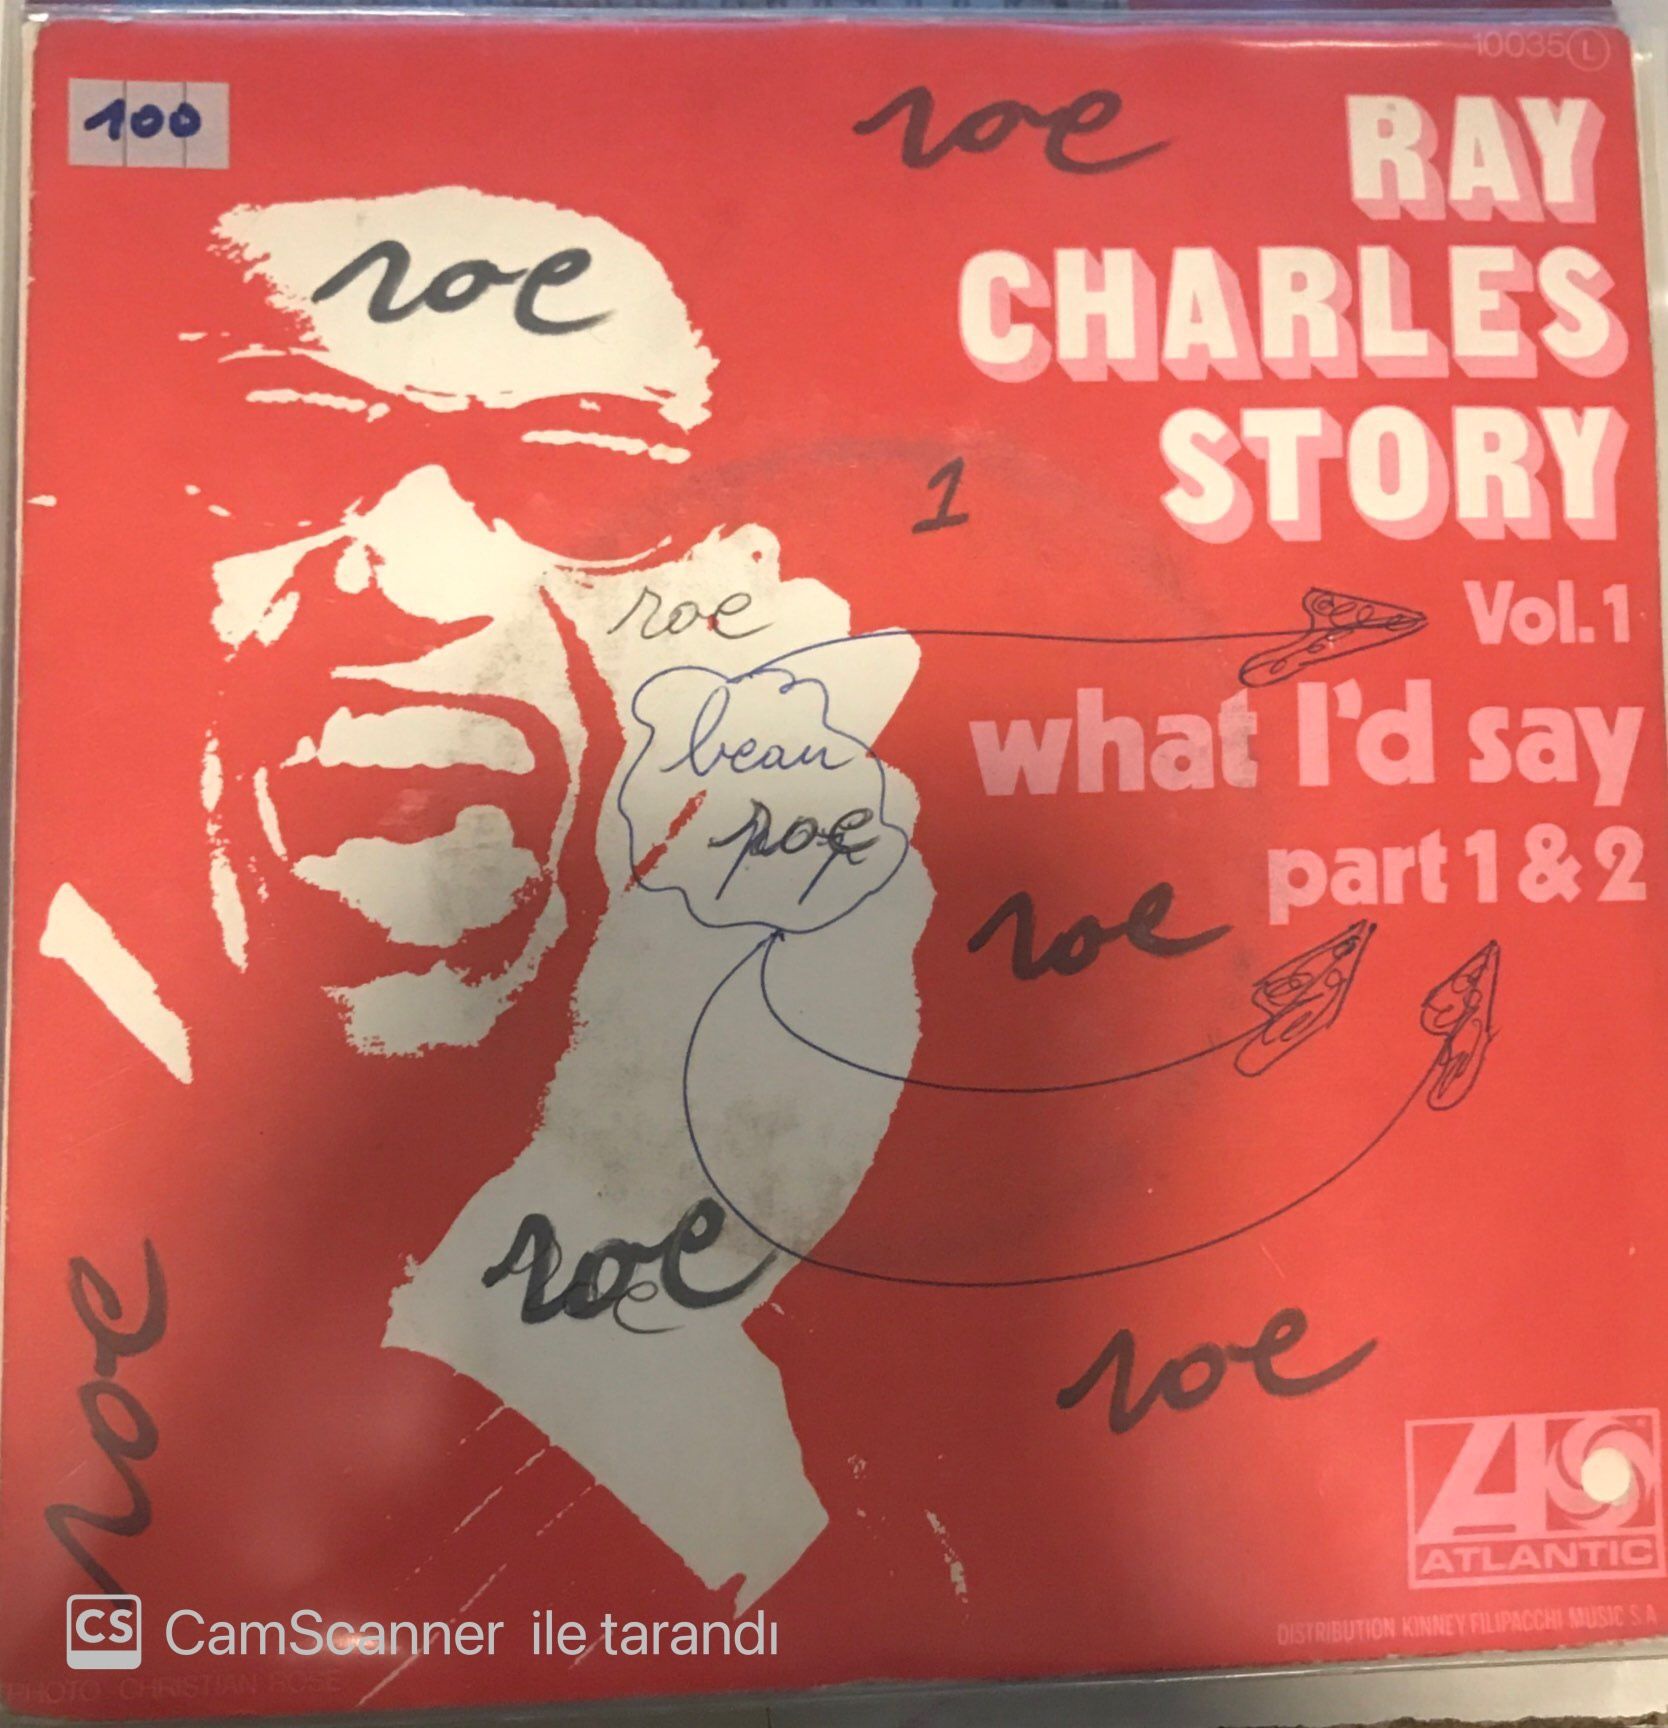 10035 L
100
roe
RAY
roe
CHARLES
STORY
1
Vol.1
roe
what I'd say
beau
part 1 & 2
roe
roe
roe
roe
ATLANTIC
CS CamScanner ile tarandı
DISTRIBUTION KINNEY FILIPACCHI MUSIC S.A
PHOTO CHRISTIAN ROSE